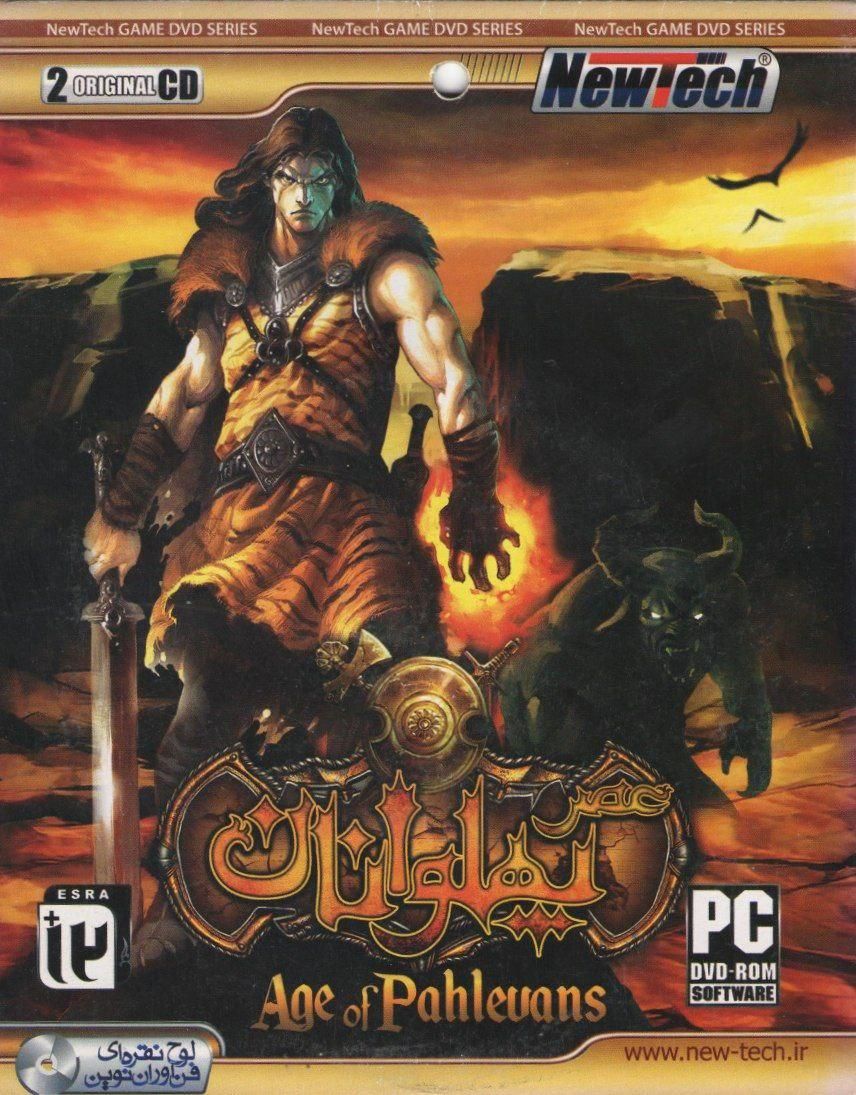 NewTech GAME DVD SERIES NewTech GAME DVD SERIES NewTech GAME DVD SERIES
2 ORIGINAL CD
NewTech®
عصر
پهلوانان
Age of Pahlevans
ESRA
+۱۲
PC
DVD-ROM
SOFTWARE
لوح نقره‌ای
فن‌آوران نوین
www.new-tech.ir